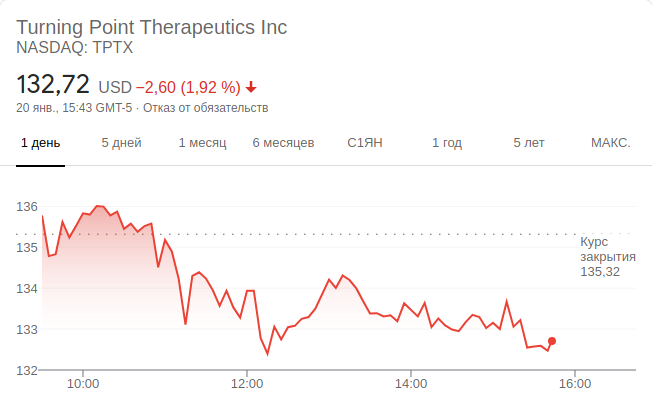 Turning Point Therapeutics Inc
NASDAQ: TPTX
132,72 USD −2,60 (1,92 %)
20 янв., 15:43 GMT-5 · Отказ от обязательств
1 день 5 дней 1 месяц 6 месяцев С1ЯН 1 год 5 лет МАКС.
136
135
134
133
132
Курс
закрытия
135,32
10:00 12:00 14:00 16:00